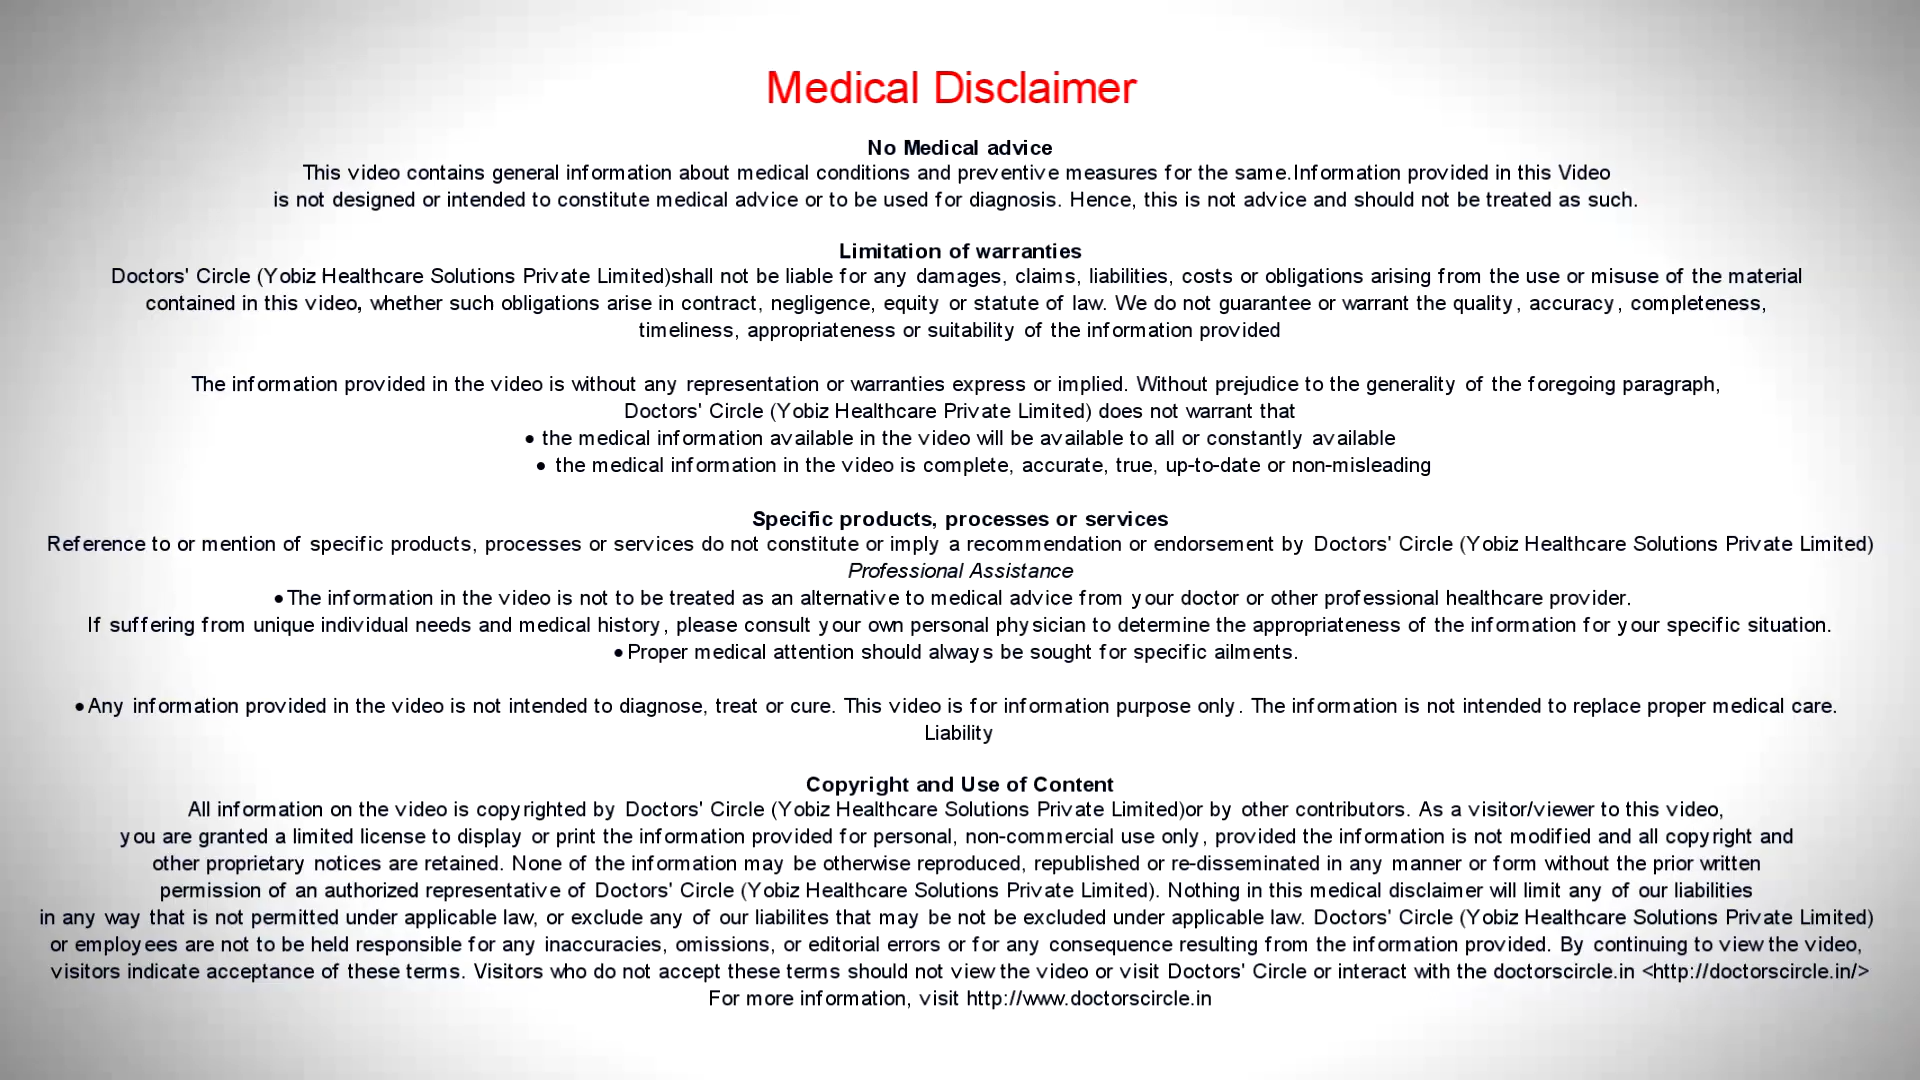 Medical Disclaimer
No Medical advice
This video contains general information about medical conditions and preventive measures for the same.Information provided in this Video
is not designed or intended to constitute medical advice or to be used for diagnosis. Hence, this is not advice and should not be treated as such.
Limitation of warranties
Doctors' Circle (Yobiz Healthcare Solutions Private Limited)shall not be liable for any damages, claims, liabilities, costs or obligations arising from the use or misuse of the material
contained in this video, whether such obligations arise in contract, negligence, equity or statute of law. We do not guarantee or warrant the quality, accuracy, completeness,
timeliness, appropriateness or suitability of the information provided
The information provided in the video is without any representation or warranties express or implied. Without prejudice to the generality of the foregoing paragraph,
Doctors' Circle (Yobiz Healthcare Private Limited) does not warrant that
• the medical information available in the video will be available to all or constantly available
• the medical information in the video is complete, accurate, true, up-to-date or non-misleading
Specific products, processes or services
Reference to or mention of specific products, processes or services do not constitute or imply a recommendation or endorsement by Doctors' Circle (Yobiz Healthcare Solutions Private Limited)
Professional Assistance
•The information in the video is not to be treated as an alternative to medical advice from your doctor or other professional healthcare provider.
If suffering from unique individual needs and medical history, please consult your own personal physician to determine the appropriateness of the information for your specific situation.
•Proper medical attention should always be sought for specific ailments.
•Any information provided in the video is not intended to diagnose, treat or cure. This video is for information purpose only. The information is not intended to replace proper medical care.
Liability
Copyright and Use of Content
All information on the video is copyrighted by Doctors' Circle (Yobiz Healthcare Solutions Private Limited)or by other contributors. As a visitor/viewer to this video,
you are granted a limited license to display or print the information provided for personal, non-commercial use only, provided the information is not modified and all copyright and
other proprietary notices are retained. None of the information may be otherwise reproduced, republished or re-disseminated in any manner or form without the prior written
permission of an authorized representative of Doctors' Circle (Yobiz Healthcare Solutions Private Limited). Nothing in this medical disclaimer will limit any of our liabilities
in any way that is not permitted under applicable law, or exclude any of our liabilites that may be not be excluded under applicable law. Doctors' Circle (Yobiz Healthcare Solutions Private Limited)
or employees are not to be held responsible for any inaccuracies, omissions, or editorial errors or for any consequence resulting from the information provided. By continuing to view the video,
visitors indicate acceptance of these terms. Visitors who do not accept these terms should not view the video or visit Doctors' Circle or interact with the doctorscircle.in <http://doctorscircle.in/>
For more information, visit http://www.doctorscircle.in